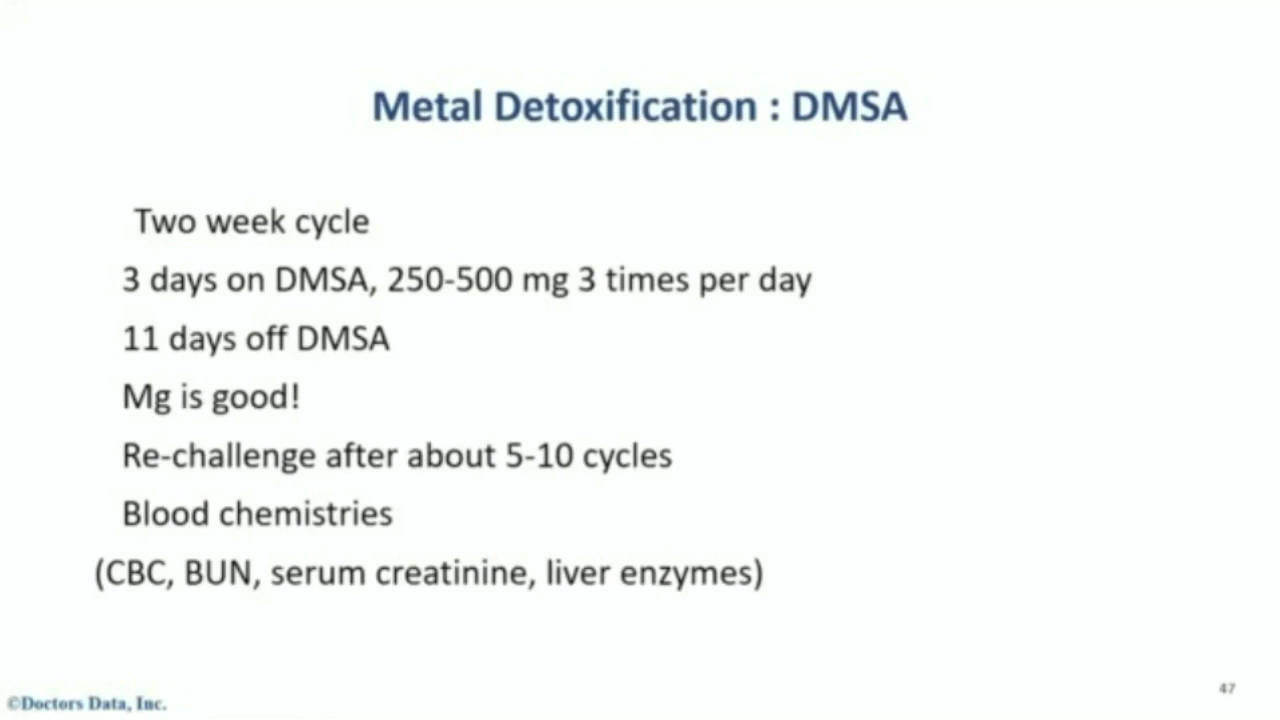 Metal Detoxification : DMSA
Two week cycle
3 days on DMSA, 250-500 mg 3 times per day
11 days off DMSA
Mg is good!
Re-challenge after about 5-10 cycles
Blood chemistries
(CBC, BUN, serum creatinine, liver enzymes)
©Doctors Data, Inc.
47